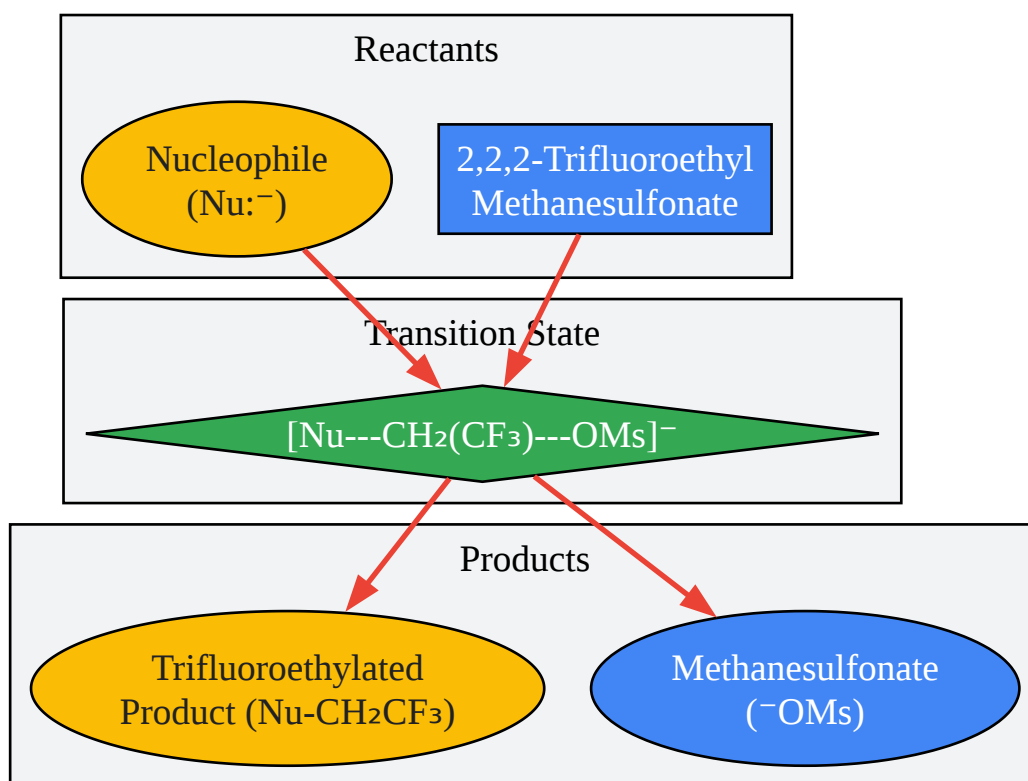 Reactants
Nucleophile
(Nu:⁻)
2,2,2-Trifluoroethyl
Methanesulfonate
Transition State
[Nu---CH₂(CF₃)---OMs]⁻
Products
Trifluoroethylated
Product (Nu-CH₂CF₃)
Methanesulfonate
(⁻OMs)